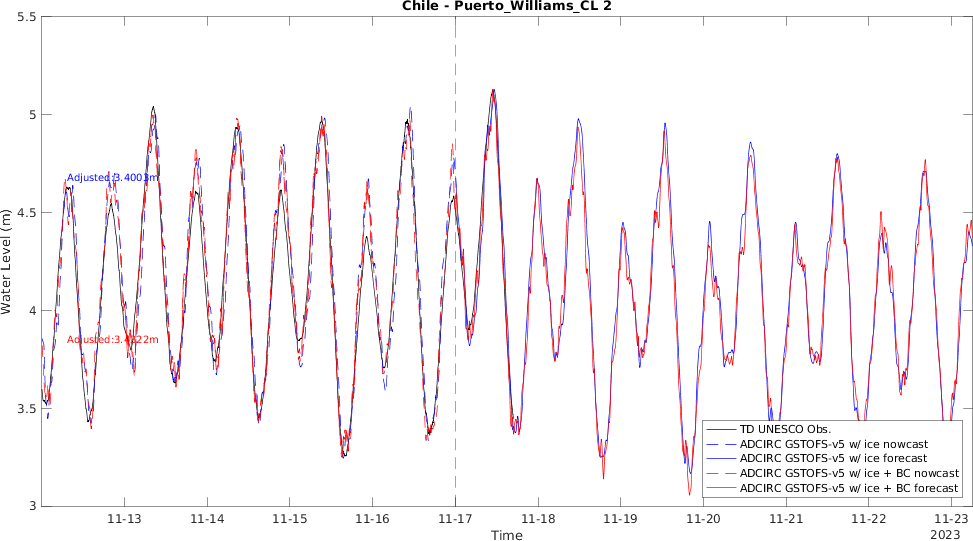 Chile - Puerto_Williams_CL 2
5.5
5
4.5
4
3.5
3
Water Level (m)
Adjusted:3.4003m
TD UNESCO Obs.
ADCIRC GSTOFS-v5 w/ ice nowcast
ADCIRC GSTOFS-v5 w/ ice forecast
ADCIRC GSTOFS-v5 w/ ice + BC nowcast
ADCIRC GSTOFS-v5 w/ ice + BC forecast
11-13
11-14
11-15
11-16
11-17
11-18
11-19
11-20
11-21
11-22
11-23
2023
Time